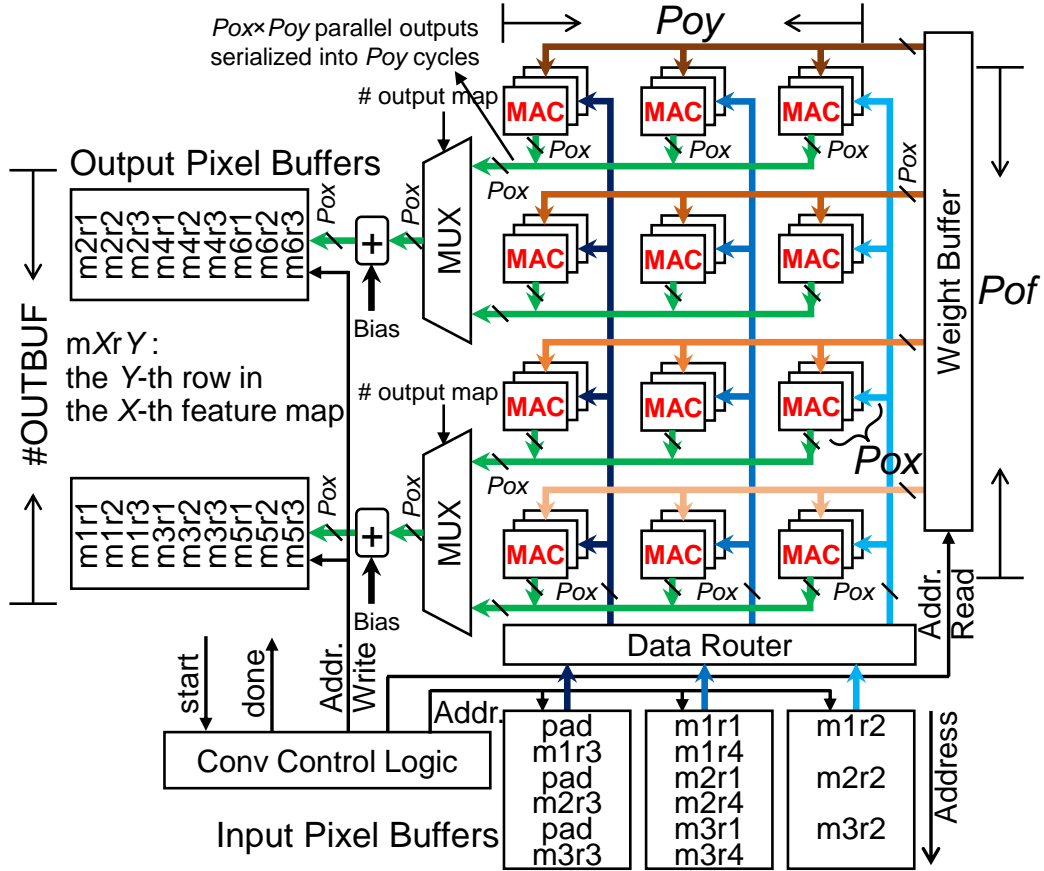 Pox×Poy parallel outputs
serialized into Poy cycles
Poy
# output map
MAC
MAC
MAC
Pox
Pox
Pox
Pox
Pox
Output Pixel Buffers
m2r1
m2r2
m2r3
m4r1
m4r2
m4r3
m6r1
m6r2
m6r3
Pox
+
Pox
MUX
Bias
MAC
MAC
MAC
Weight Buffer
Pof
#OUTBUF
mXrY :
the Y-th row in
the X-th feature map
# output map
MAC
MAC
MAC
Pox
Pox
m1r1
m1r2
m1r3
m3r1
m3r2
m3r3
m5r1
m5r2
m5r3
Pox
+
Pox
MUX
Bias
MAC
MAC
MAC
Pox
Pox
Pox
Addr.
Read
Data Router
start
done
Addr.
Write
Addr.
Conv Control Logic
Input Pixel Buffers
pad
m1r3
pad
m2r3
pad
m3r3
m1r1
m1r4
m2r1
m2r4
m3r1
m3r4
m1r2
m2r2
m3r2
Address